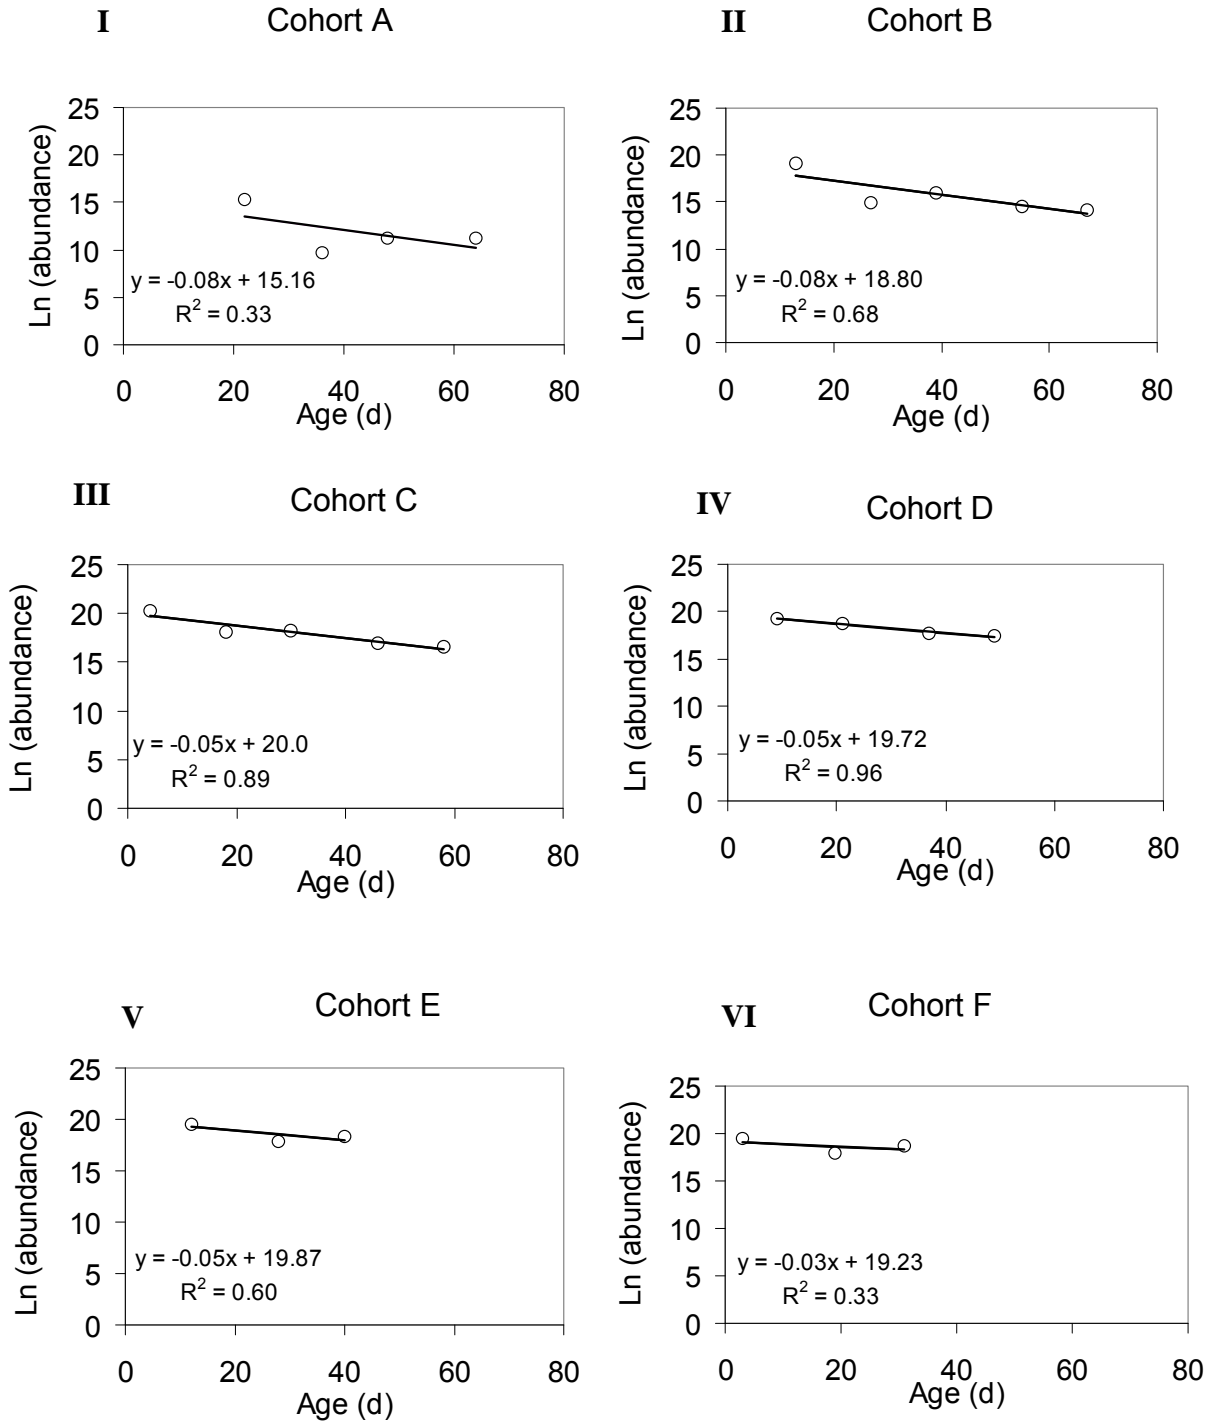 I
Cohort A
25
20
15
10
5
0
Ln (abundance)
y = -0.08x + 15.16
R² = 0.33
0 20 40 60 80
Age (d)
II
Cohort B
25
20
15
10
5
0
Ln (abundance)
y = -0.08x + 18.80
R² = 0.68
0 20 40 60 80
Age (d)
III
Cohort C
25
20
15
10
5
0
Ln (abundance)
y = -0.05x + 20.0
R² = 0.89
0 20 40 60 80
Age (d)
IV
Cohort D
25
20
15
10
5
0
Ln (abundance)
y = -0.05x + 19.72
R² = 0.96
0 20 40 60 80
Age (d)
V
Cohort E
25
20
15
10
5
0
Ln (abundance)
y = -0.05x + 19.87
R² = 0.60
0 20 40 60 80
Age (d)
VI
Cohort F
25
20
15
10
5
0
Ln (abundance)
y = -0.03x + 19.23
R² = 0.33
0 20 40 60 80
Age (d)